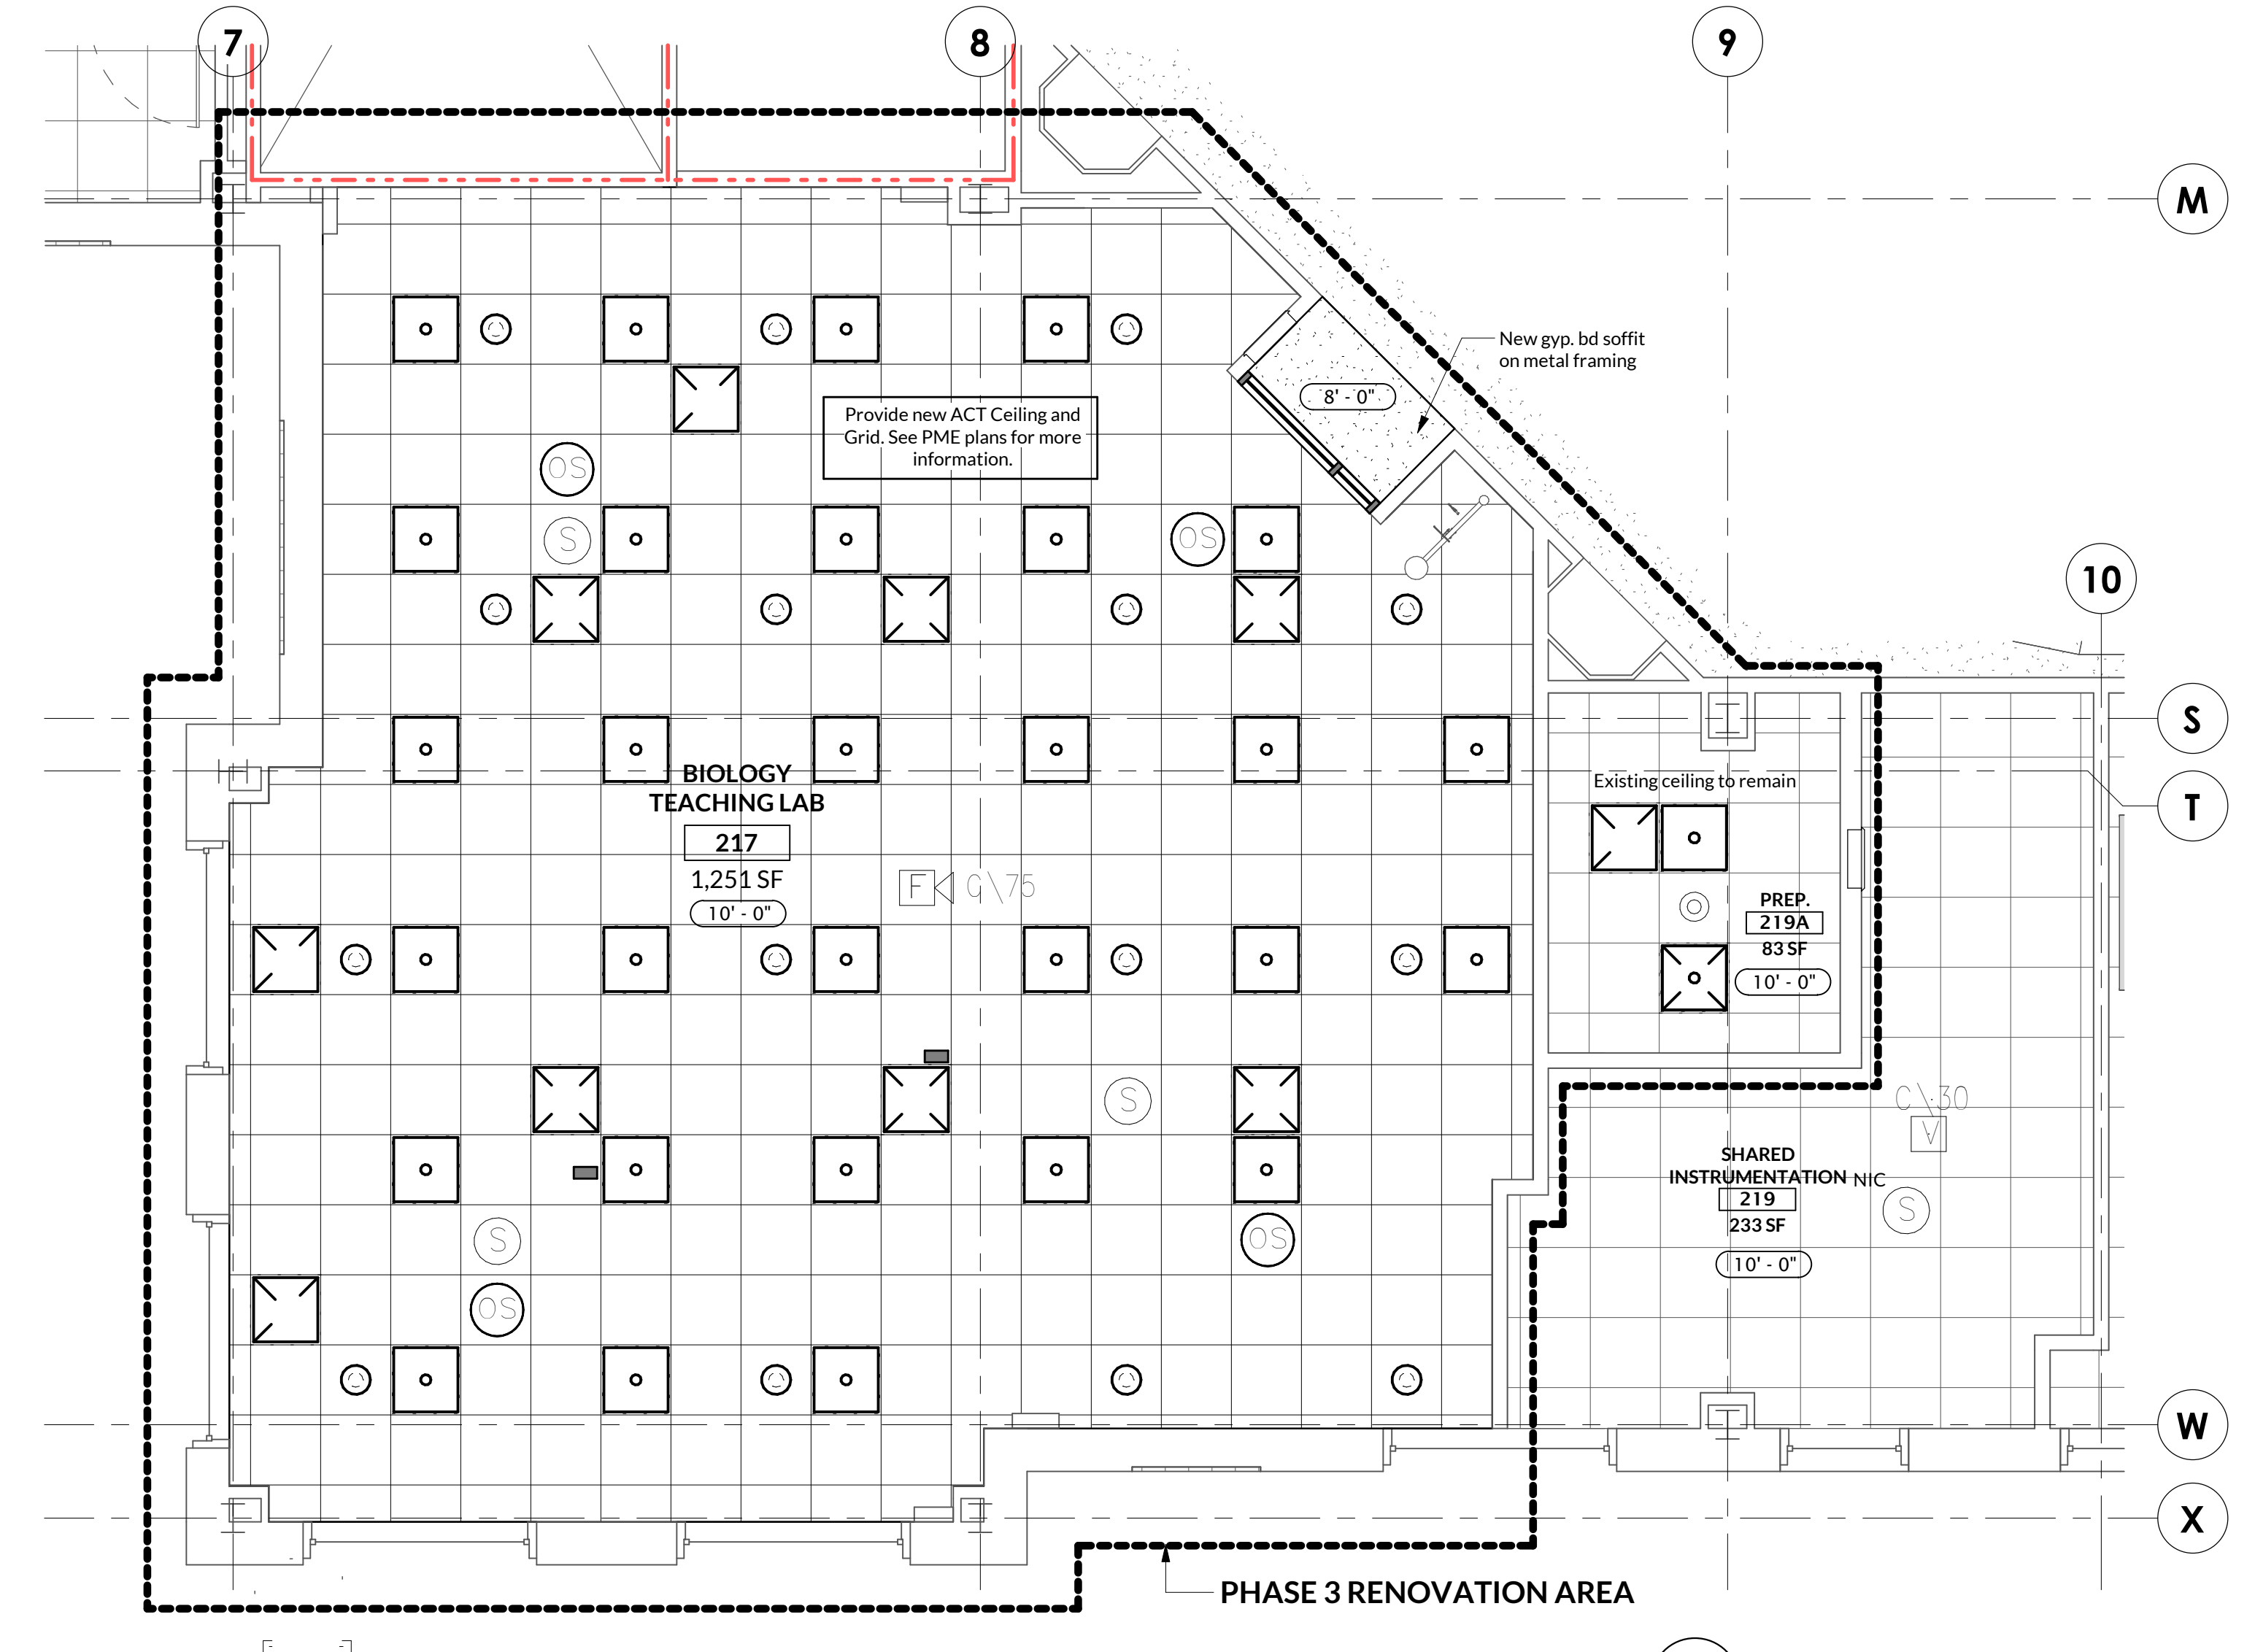 7
8
9
M
New gyp. bd soffit
on metal framing
8' - 0"
Provide new ACT Ceiling and
Grid. See PME plans for more
information.
OS
S
OS
10
S
BIOLOGY
TEACHING LAB
217
1,251 SF
10' - 0"
Existing ceiling to remain
T
F
C\75
PREP.
219A
83 SF
10' - 0"
S
C\30
V
SHARED
INSTRUMENTATION NIC
219
233 SF
10' - 0"
S
S
OS
OS
W
X
PHASE 3 RENOVATION AREA